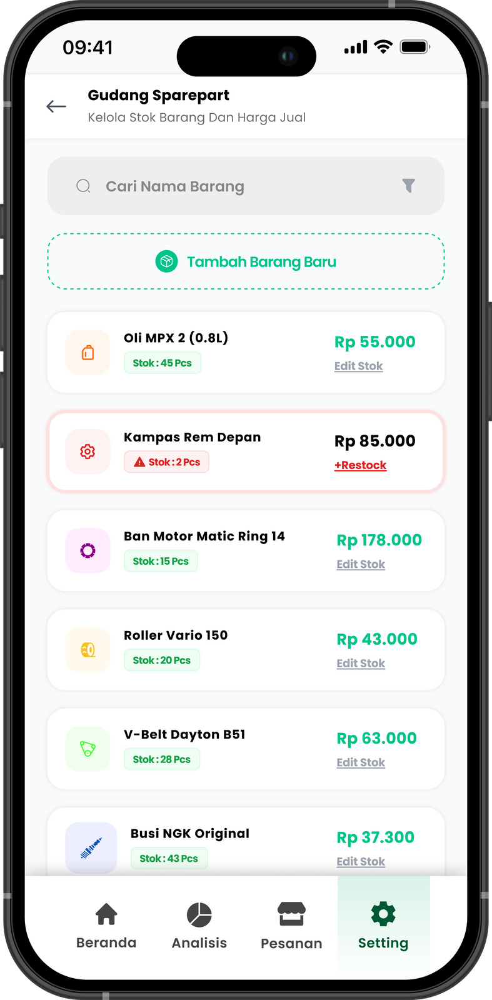 09:41
Gudang Sparepart
Kelola Stok Barang Dan Harga Jual
Cari Nama Barang
Tambah Barang Baru
Oli MPX 2 (0.8L)
Rp 55.000
Stok : 45 Pcs
Edit Stok
Kampas Rem Depan
Rp 85.000
Stok : 2 Pcs
+Restock
Ban Motor Matic Ring 14
Rp 178.000
Stok : 15 Pcs
Edit Stok
Roller Vario 150
Rp 43.000
Stok : 20 Pcs
Edit Stok
V-Belt Dayton B51
Rp 63.000
Stok : 28 Pcs
Edit Stok
Busi NGK Original
Rp 37.300
Stok : 43 Pcs
Edit Stok
Beranda
Analisis
Pesanan
Setting